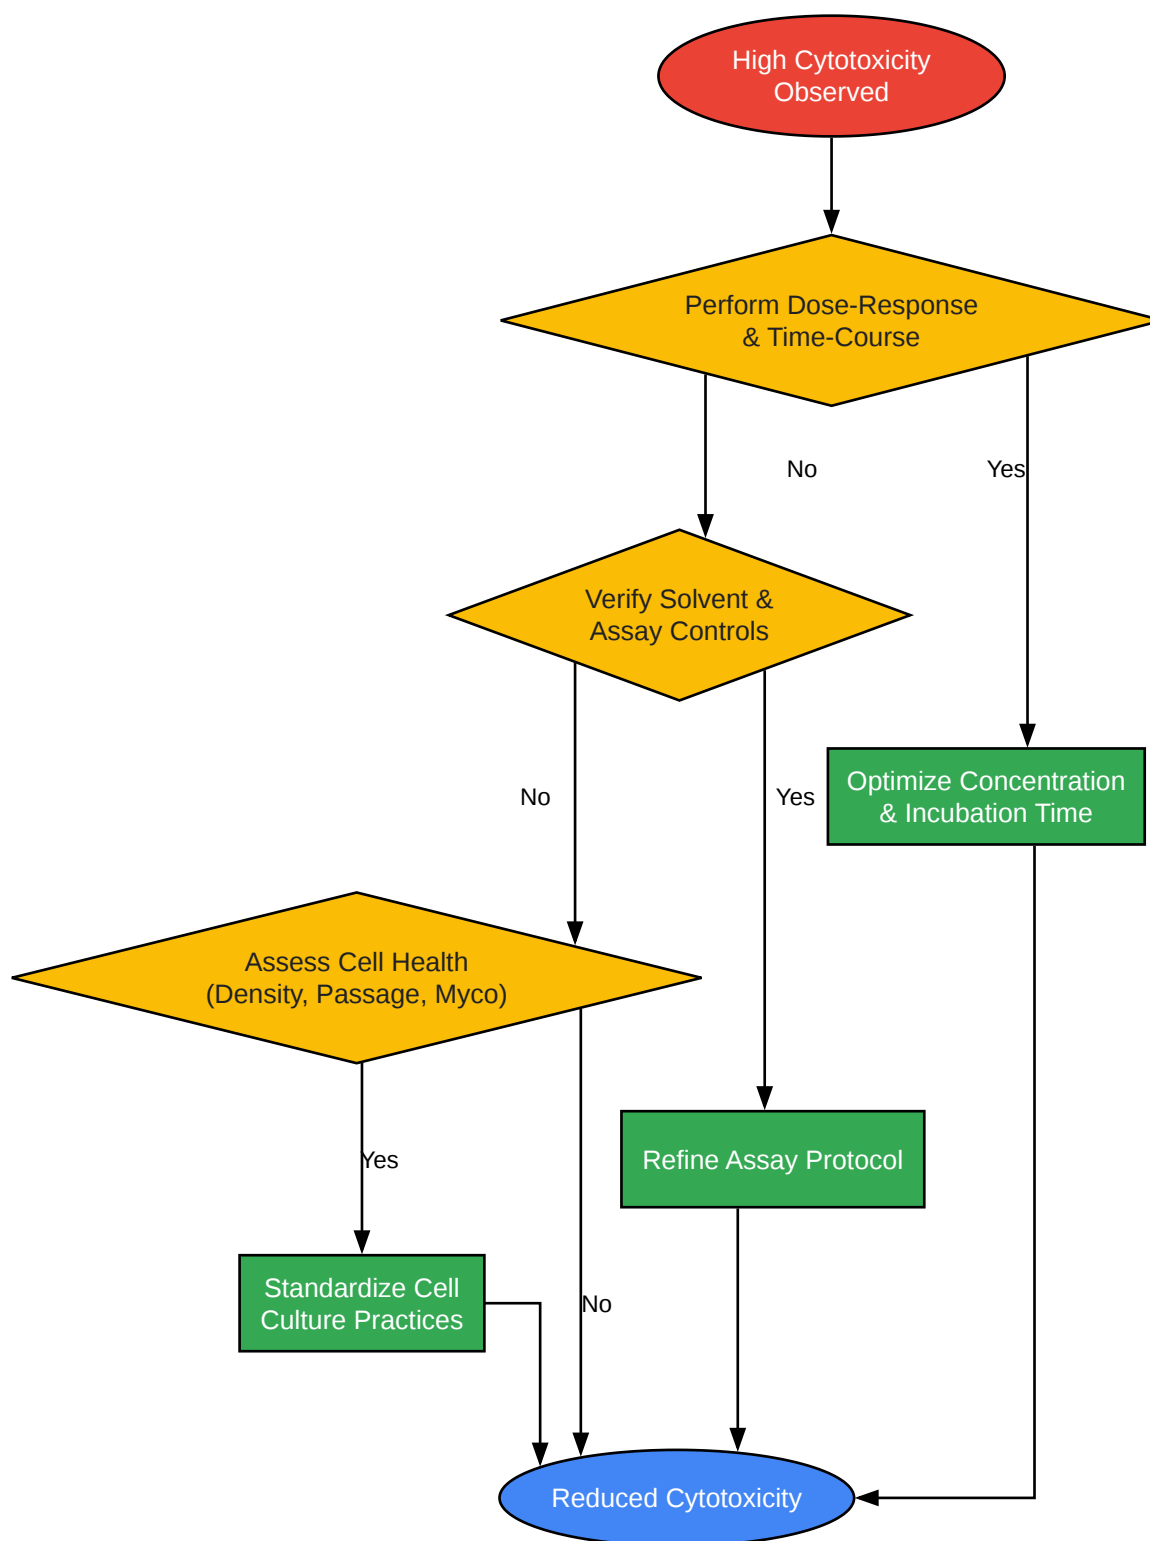 High Cytotoxicity
Observed
Perform Dose-Response
& Time-Course
No
Yes
Verify Solvent &
Assay Controls
No
Yes
Optimize Concentration
& Incubation Time
Assess Cell Health
(Density, Passage, Myco)
Yes
Refine Assay Protocol
Standardize Cell
Culture Practices
No
Reduced Cytotoxicity